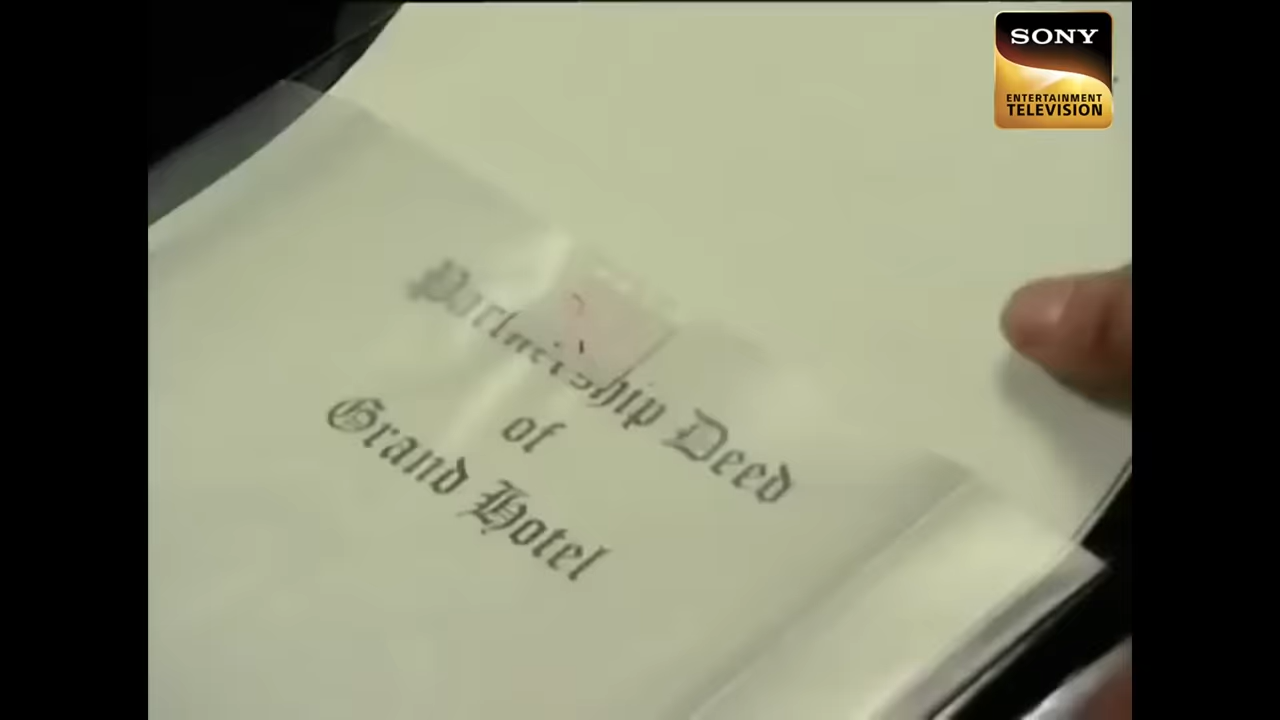 SONY
ENTERTAINMENT
TELEVISION
Partnership Deed
of
Grand Hotel